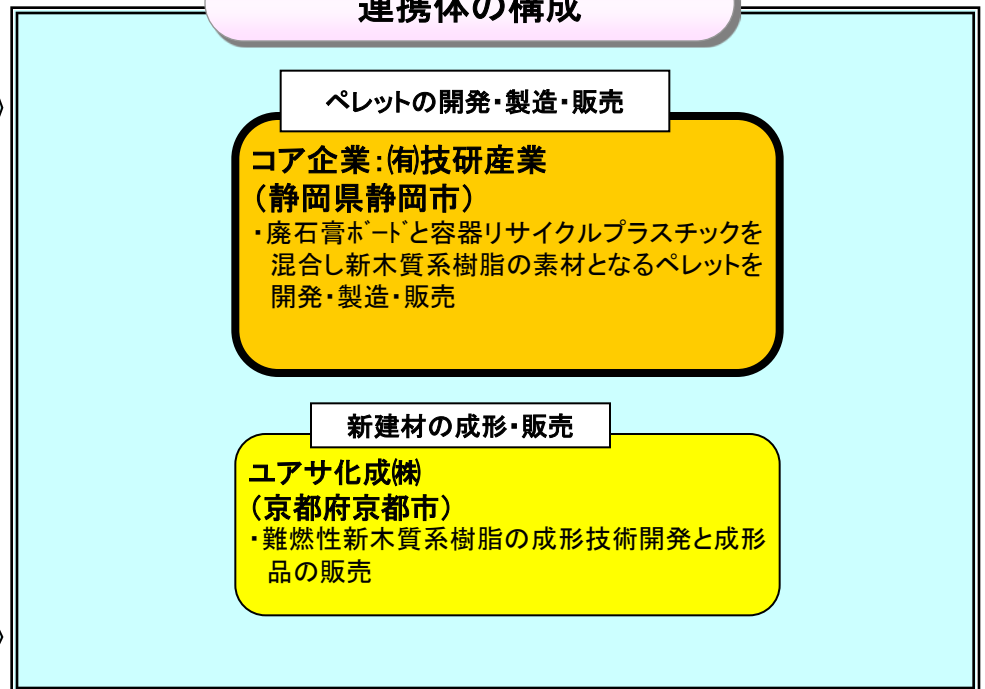 連携体の構成
ペレットの開発・製造・販売
コア企業：㈲技研産業
（静岡県静岡市）
・廃石膏ﾎﾞｰﾄﾞと容器リサイクルプラスチックを
混合し新木質系樹脂の素材となるペレットを
開発・製造・販売
新建材の成形・販売
ユアサ化成㈱
（京都府京都市）
・難燃性新木質系樹脂の成形技術開発と成形
品の販売